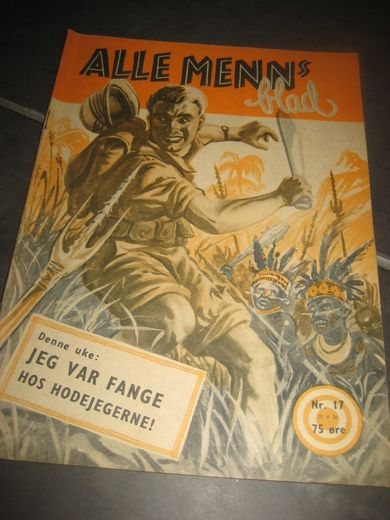 ALLE MENNs
blad
Denne uke:
JEG VAR FANGE
HOS HODEJEGERNE!
Nr. 17
75 øre